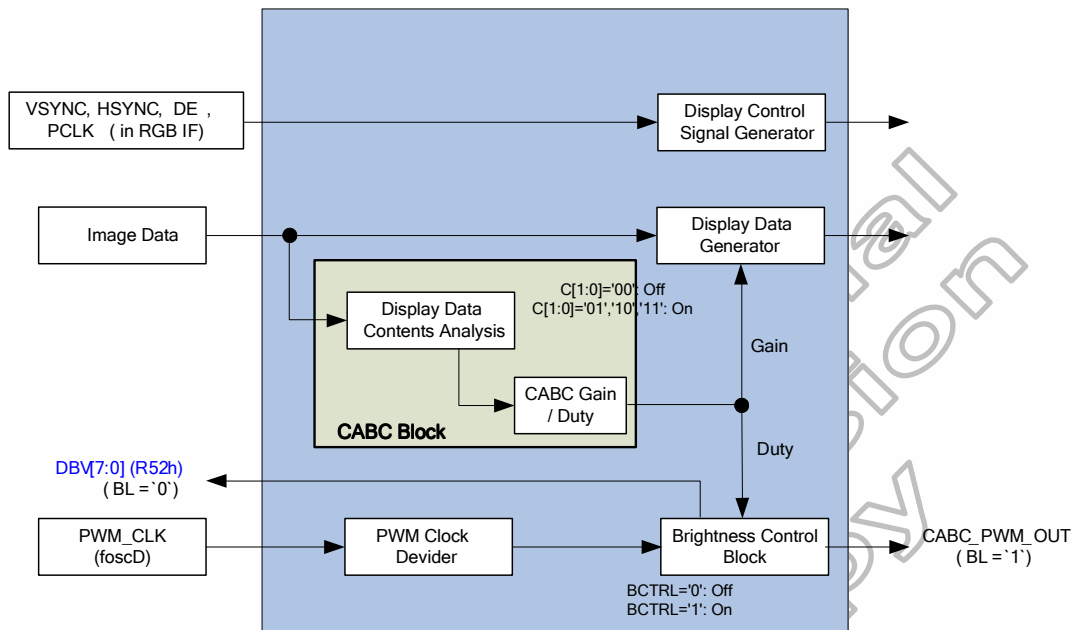 VSYNC, HSYNC, DE ,
PCLK ( in RGB IF)
Display Control
Signal Generator
Image Data
Display Data
Generator
C[1:0]='00': Off
C[1:0]='01','10','11': On
Display Data
Contents Analysis
Gain
CABC Gain
/ Duty
CABC Block
Duty
DBV[7:0] (R52h)
( BL =`0`)
PWM_CLK
(foscD)
PWM Clock
Devider
Brightness Control
Block
CABC_PWM_OUT
( BL =`1`)
BCTRL='0': Off
BCTRL='1': On